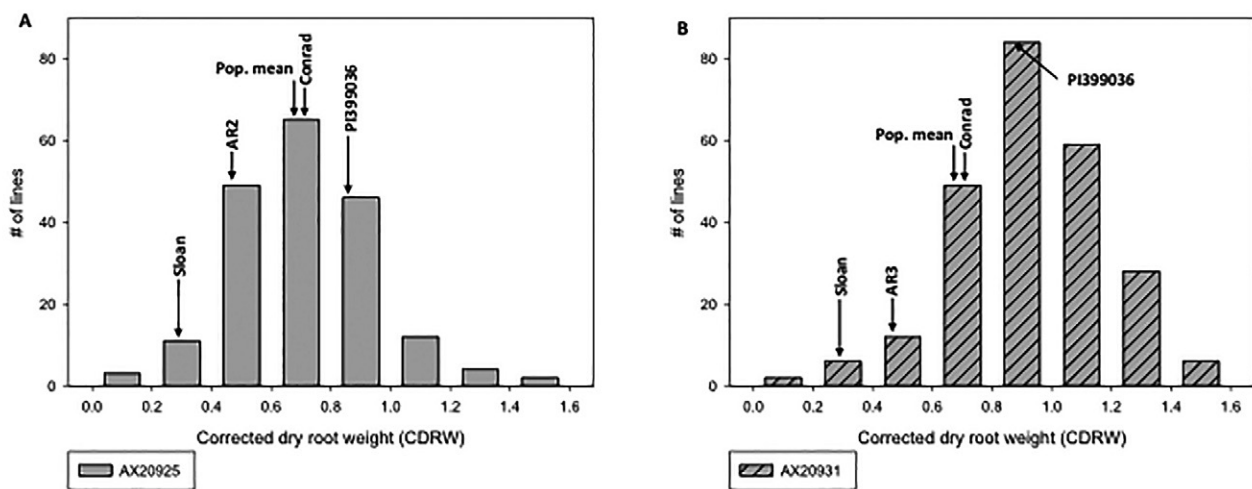 A
# of lines
80
60
40
20
0
Sloan
AR2
Pop. mean
Conrad
PI399036
0.0 0.2 0.4 0.6 0.8 1.0 1.2 1.4 1.6
Corrected dry root weight (CDRW)
AX20925
B
# of lines
80
60
40
20
0
Sloan
AR3
Pop. mean
Conrad
PI399036
0.0 0.2 0.4 0.6 0.8 1.0 1.2 1.4 1.6
Corrected dry root weight (CDRW)
AX20931